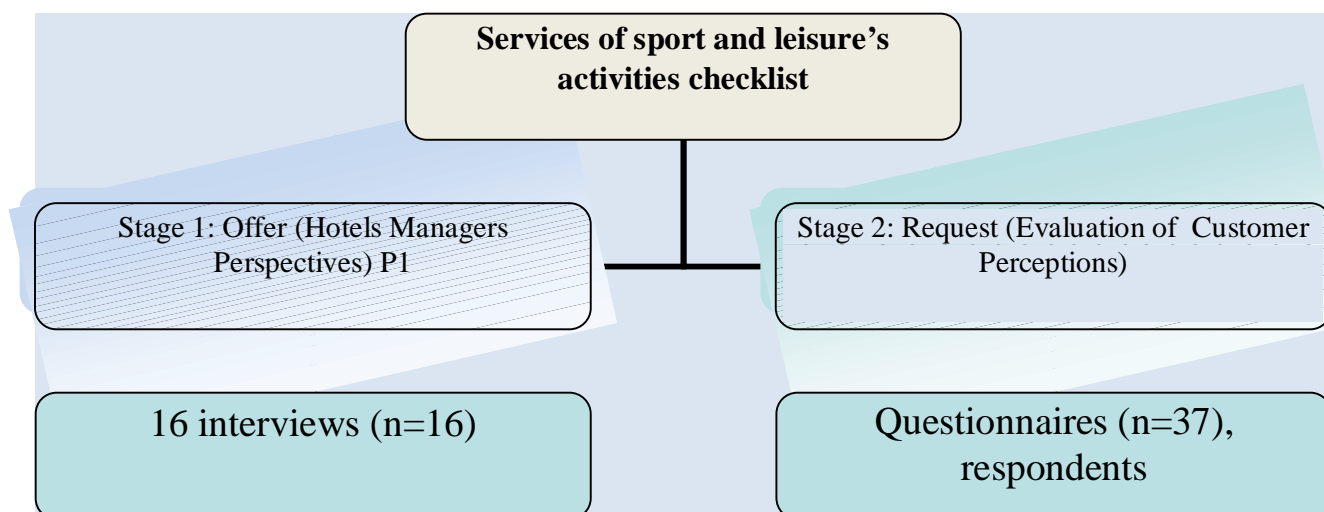 Services of sport and leisure's
activities checklist
Stage 1: Offer (Hotels Managers
Perspectives) P1
Stage 2: Request (Evaluation of Customer
Perceptions)
16 interviews (n=16)
Questionnaires (n=37),
respondents